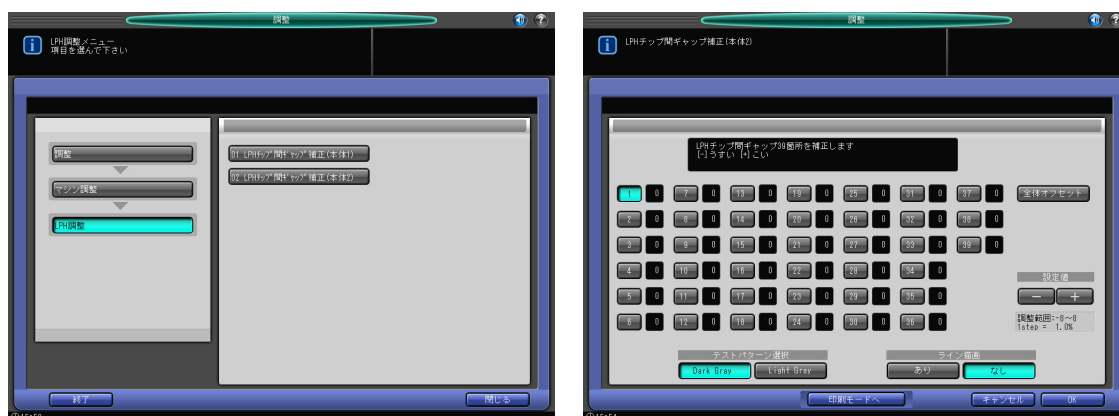 調整
LPH調整メニュー
項目を選んで下さい
調整
マシン調整
LPH調整
01 LPHﾁｯﾌﾟ間ｷﾞｬｯﾌﾟ補正(本体1)
02 LPHﾁｯﾌﾟ間ｷﾞｬｯﾌﾟ補正(本体2)
終了
閉じる
調整
LPHチップ間ギャップ補正(本体2)
LPHチップ間ギャップ39箇所を補正します
[-]うすい [+]こい
1 0 7 0 13 0 19 0 25 0 31 0 37 0 全体オフセット
2 0 8 0 14 0 20 0 26 0 32 0 38 0
3 0 9 0 15 0 21 0 27 0 33 0 39 0
4 0 10 0 16 0 22 0 28 0 34 0
設定値
5 0 11 0 17 0 23 0 29 0 35 0 － ＋
6 0 12 0 18 0 24 0 30 0 36 0
調整範囲:-8～8
1step = 1.0%
テストパターン選択 ライン描画
Dark Gray Light Gray あり なし
印刷モードへ キャンセル OK